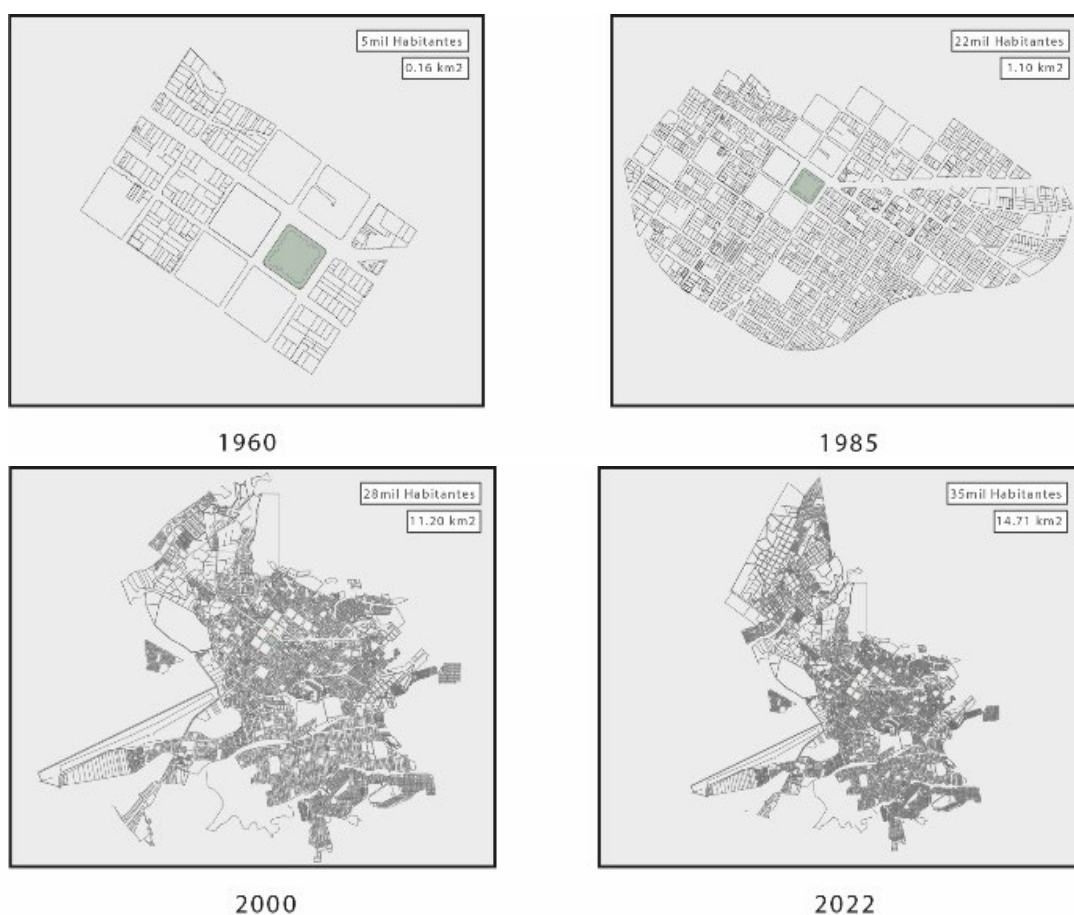 5mil Habitantes
0.16 km2
22mil Habitantes
1.10 km2
1960
1985
28mil Habitantes
11.20 km2
35mil Habitantes
14.71 km2
2000
2022